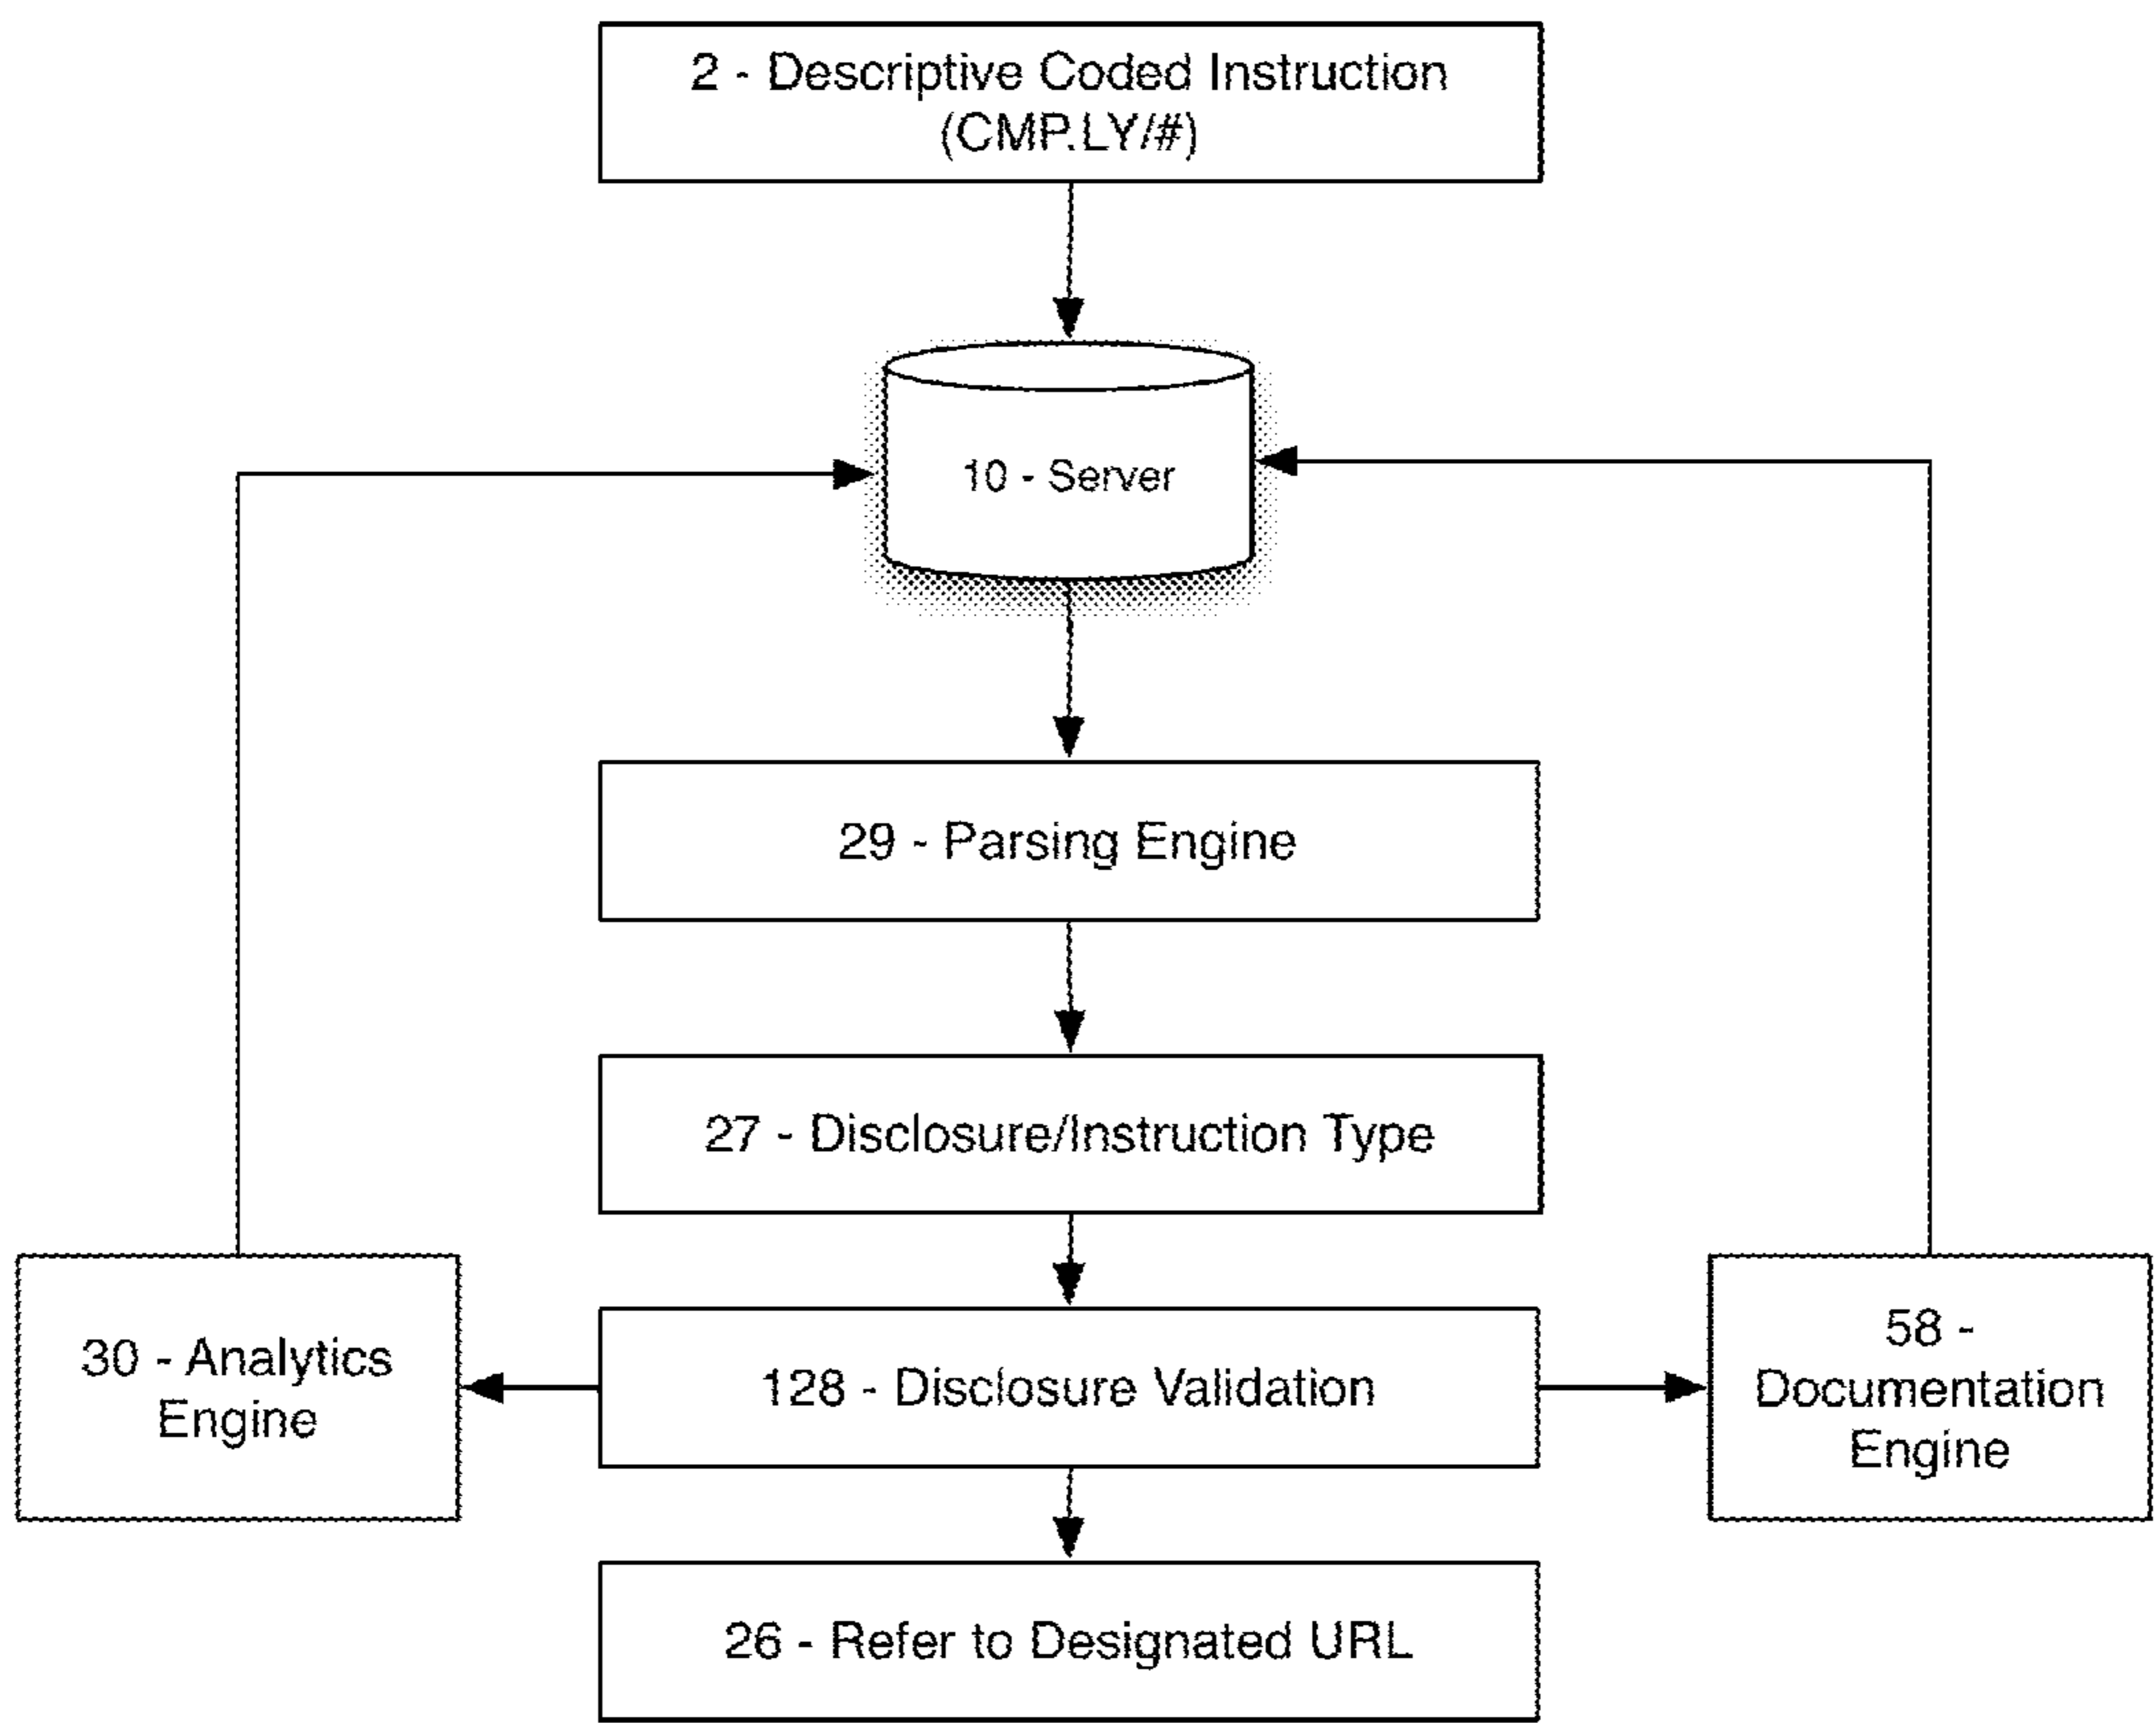 2 - Descriptive Coded Instruction
(CMP.LY/#)
10 - Server
29 - Parsing Engine
27 - Disclosure/Instruction Type
30 - Analytics
Engine
128 - Disclosure Validation
58 -
Documentation
Engine
26 - Refer to Designated URL